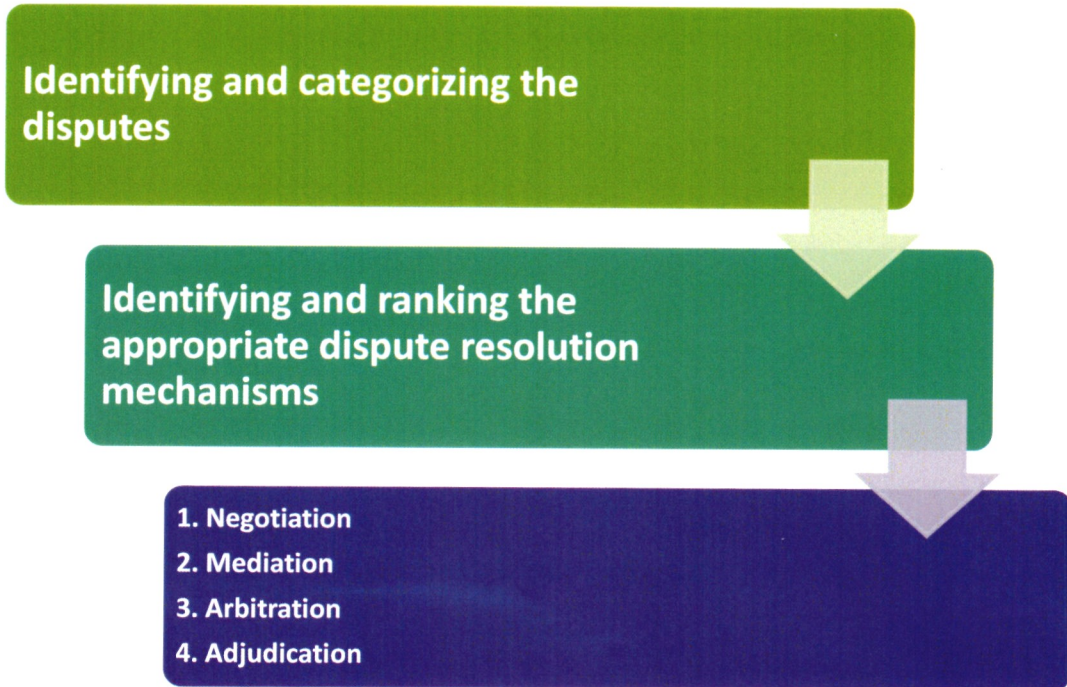 Identifying and categorizing the
disputes
Identifying and ranking the
appropriate dispute resolution
mechanisms
1. Negotiation
2. Mediation
3. Arbitration
4. Adjudication